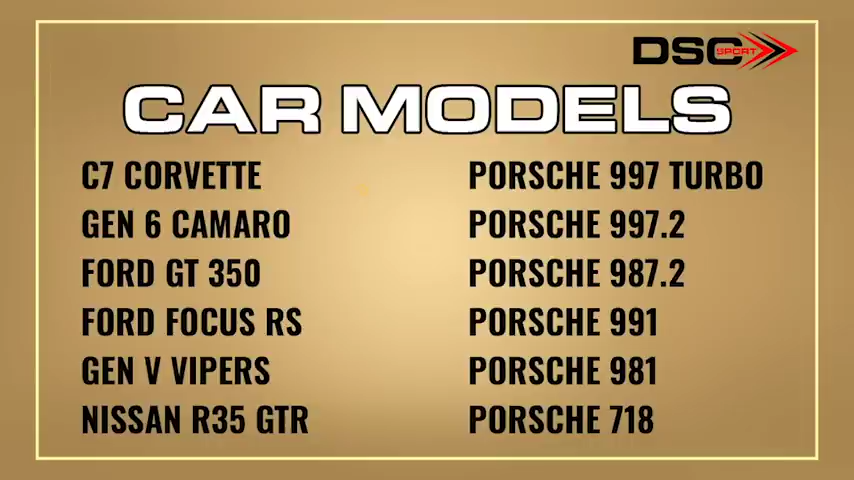 DSC SPORT
CAR MODELS
C7 CORVETTE
GEN 6 CAMARO
FORD GT 350
FORD FOCUS RS
GEN V VIPERS
NISSAN R35 GTR
PORSCHE 997 TURBO
PORSCHE 997.2
PORSCHE 987.2
PORSCHE 991
PORSCHE 981
PORSCHE 718